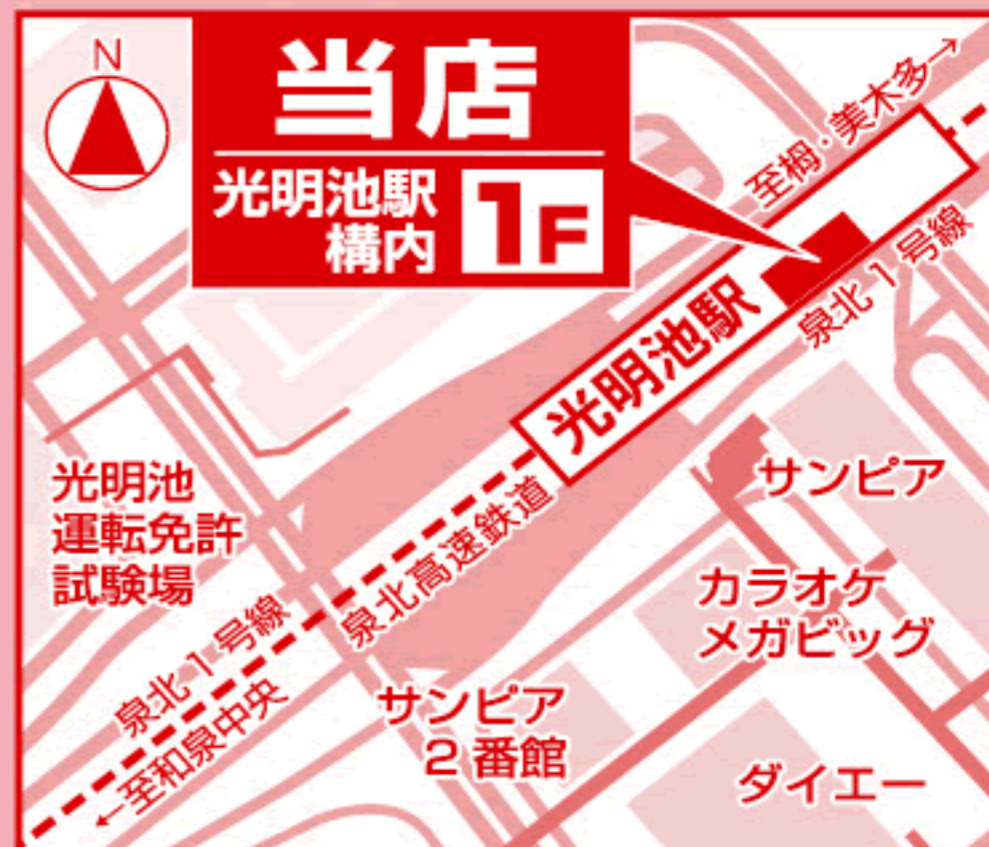 N
当店
光明池駅
構内
1F
至栂・美木多→
光明池駅
泉北1号線
サンピア
光明池
運転免許
試験場
泉北高速鉄道
カラオケ
メガビッグ
泉北1号線
←至和泉中央
サンピア
2番館
ダイエー